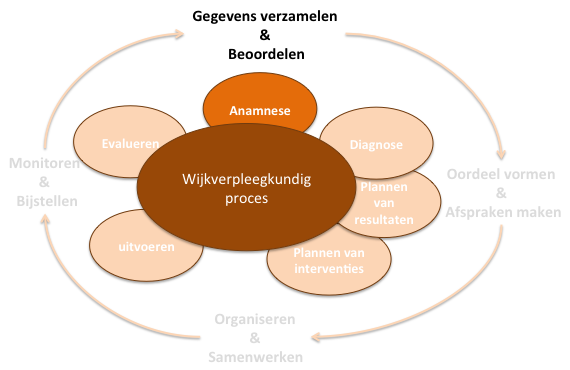 Gegevens verzamelen
&
Beoordelen
Anamnese
Evalueren
Diagnose
Monitoren
&
Bijstellen
Wijkverpleegkundig
proces
Oordeel vormen
&
Afspraken maken
Plannen
van
resultaten
uitvoeren
Plannen van
interventies
Organiseren
&
Samenwerken